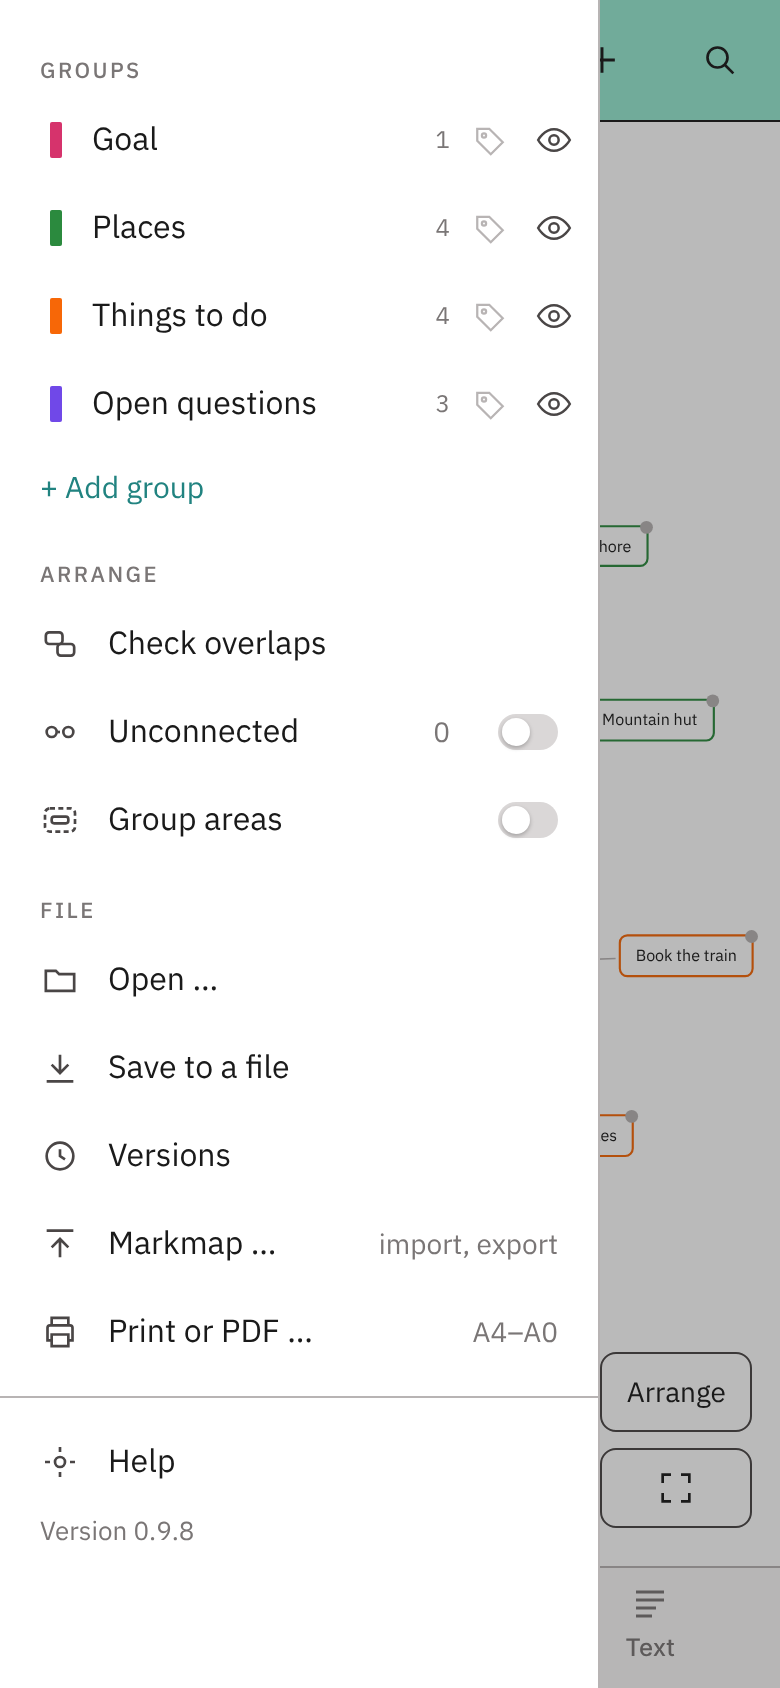 GROUPS
Goal 1
Places 4
Things to do 4
Open questions 3
+ Add group
hore
ARRANGE
Check overlaps
Mountain hut
Unconnected 0
Group areas
FILE
Book the train
Open ...
Save to a file
es
Versions
Markmap ... import, export
Print or PDF ... A4–A0
Arrange
Help
Version 0.9.8
Text